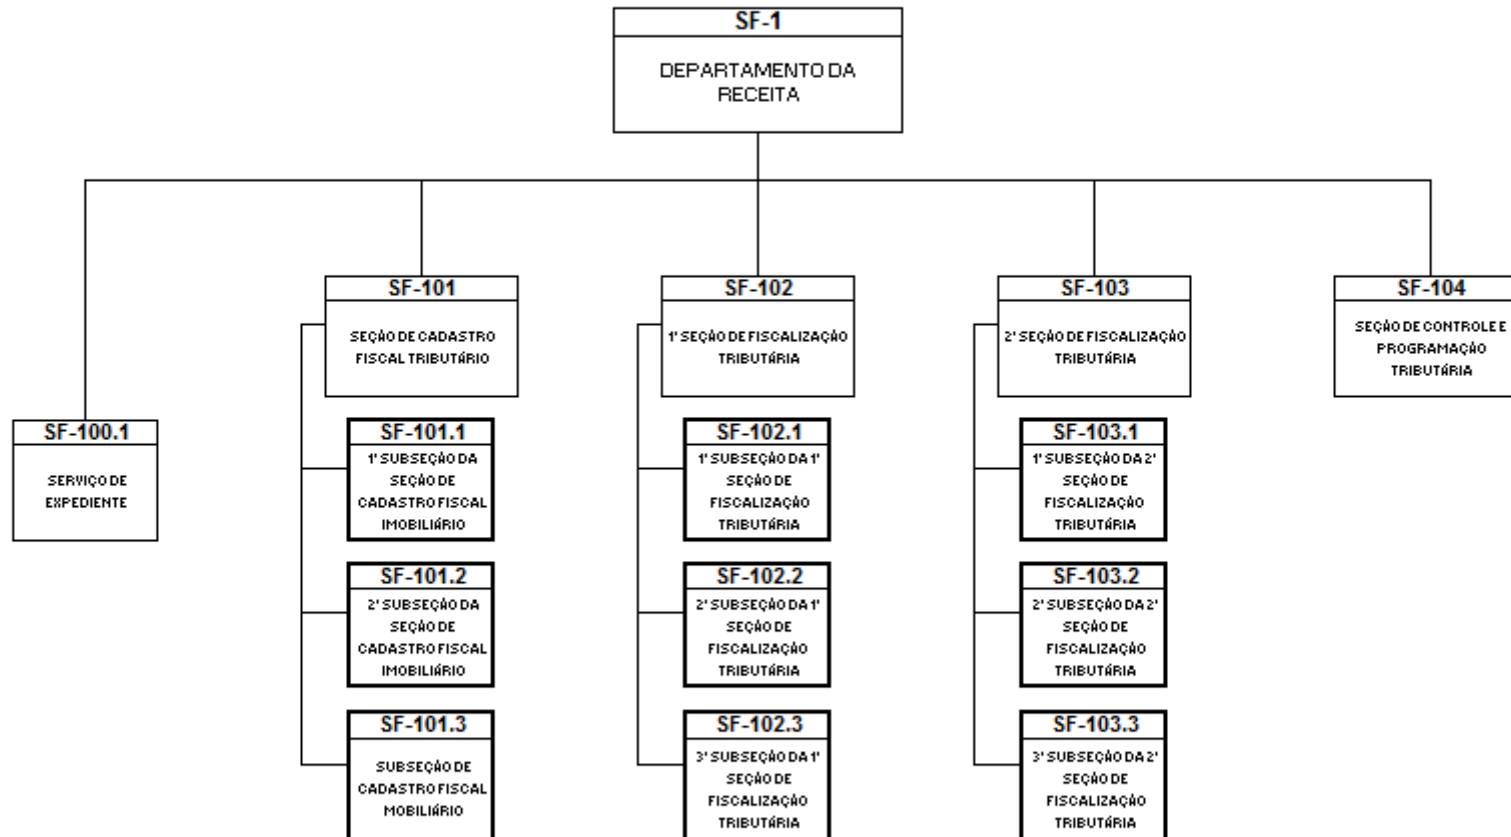 SF-1
DEPARTAMENTO DA
RECEITA
SF-101
SEÇÃO DE CADASTRO
FISCAL TRIBUTÁRIO
SF-102
1ª SEÇÃO DE FISCALIZAÇÃO
TRIBUTÁRIA
SF-103
2ª SEÇÃO DE FISCALIZAÇÃO
TRIBUTÁRIA
SF-104
SEÇÃO DE CONTROLE E
PROGRAMAÇÃO
TRIBUTÁRIA
SF-100.1
SERVIÇO DE
EXPEDIENTE
SF-101.1
1ª SUBSEÇÃO DA
SEÇÃO DE
CADASTRO FISCAL
IMOBILIÁRIO
SF-102.1
1ª SUBSEÇÃO DA 1ª
SEÇÃO DE
FISCALIZAÇÃO
TRIBUTÁRIA
SF-103.1
1ª SUBSEÇÃO DA 2ª
SEÇÃO DE
FISCALIZAÇÃO
TRIBUTÁRIA
SF-101.2
2ª SUBSEÇÃO DA
SEÇÃO DE
CADASTRO FISCAL
IMOBILIÁRIO
SF-102.2
2ª SUBSEÇÃO DA 1ª
SEÇÃO DE
FISCALIZAÇÃO
TRIBUTÁRIA
SF-103.2
2ª SUBSEÇÃO DA 2ª
SEÇÃO DE
FISCALIZAÇÃO
TRIBUTÁRIA
SF-101.3
SUBSEÇÃO DE
CADASTRO FISCAL
MOBILIÁRIO
SF-102.3
3ª SUBSEÇÃO DA 1ª
SEÇÃO DE
FISCALIZAÇÃO
TRIBUTÁRIA
SF-103.3
3ª SUBSEÇÃO DA 2ª
SEÇÃO DE
FISCALIZAÇÃO
TRIBUTÁRIA